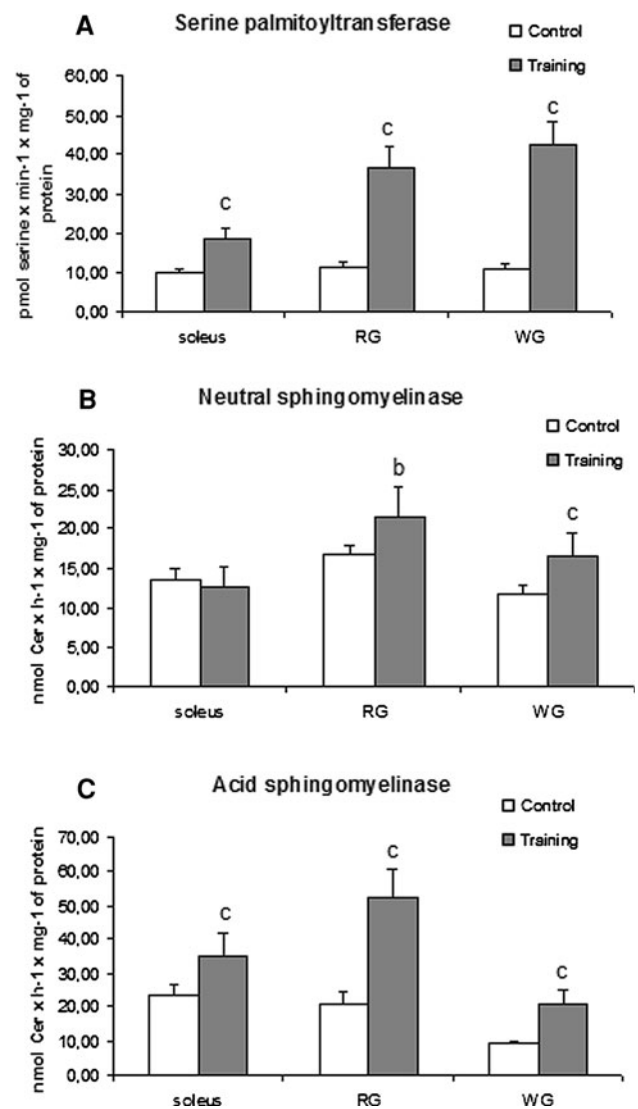 A
Serine palmitoyltransferase
Control
Training
pmol serine x min-1 x mg-1 of
protein
60,00
50,00
40,00
30,00
20,00
10,00
0,00
c
c
c
soleus
RG
WG
B
Neutral sphingomyelinase
Control
Training
nmol Cer x h-1 x mg-1 of protein
30,00
25,00
20,00
15,00
10,00
5,00
0,00
b
c
soleus
RG
WG
C
Acid sphingomyelinase
Control
Training
nmol Cer x h-1 x mg-1 of protein
70,00
60,00
50,00
40,00
30,00
20,00
10,00
0,00
c
c
c
soleus
RG
WG